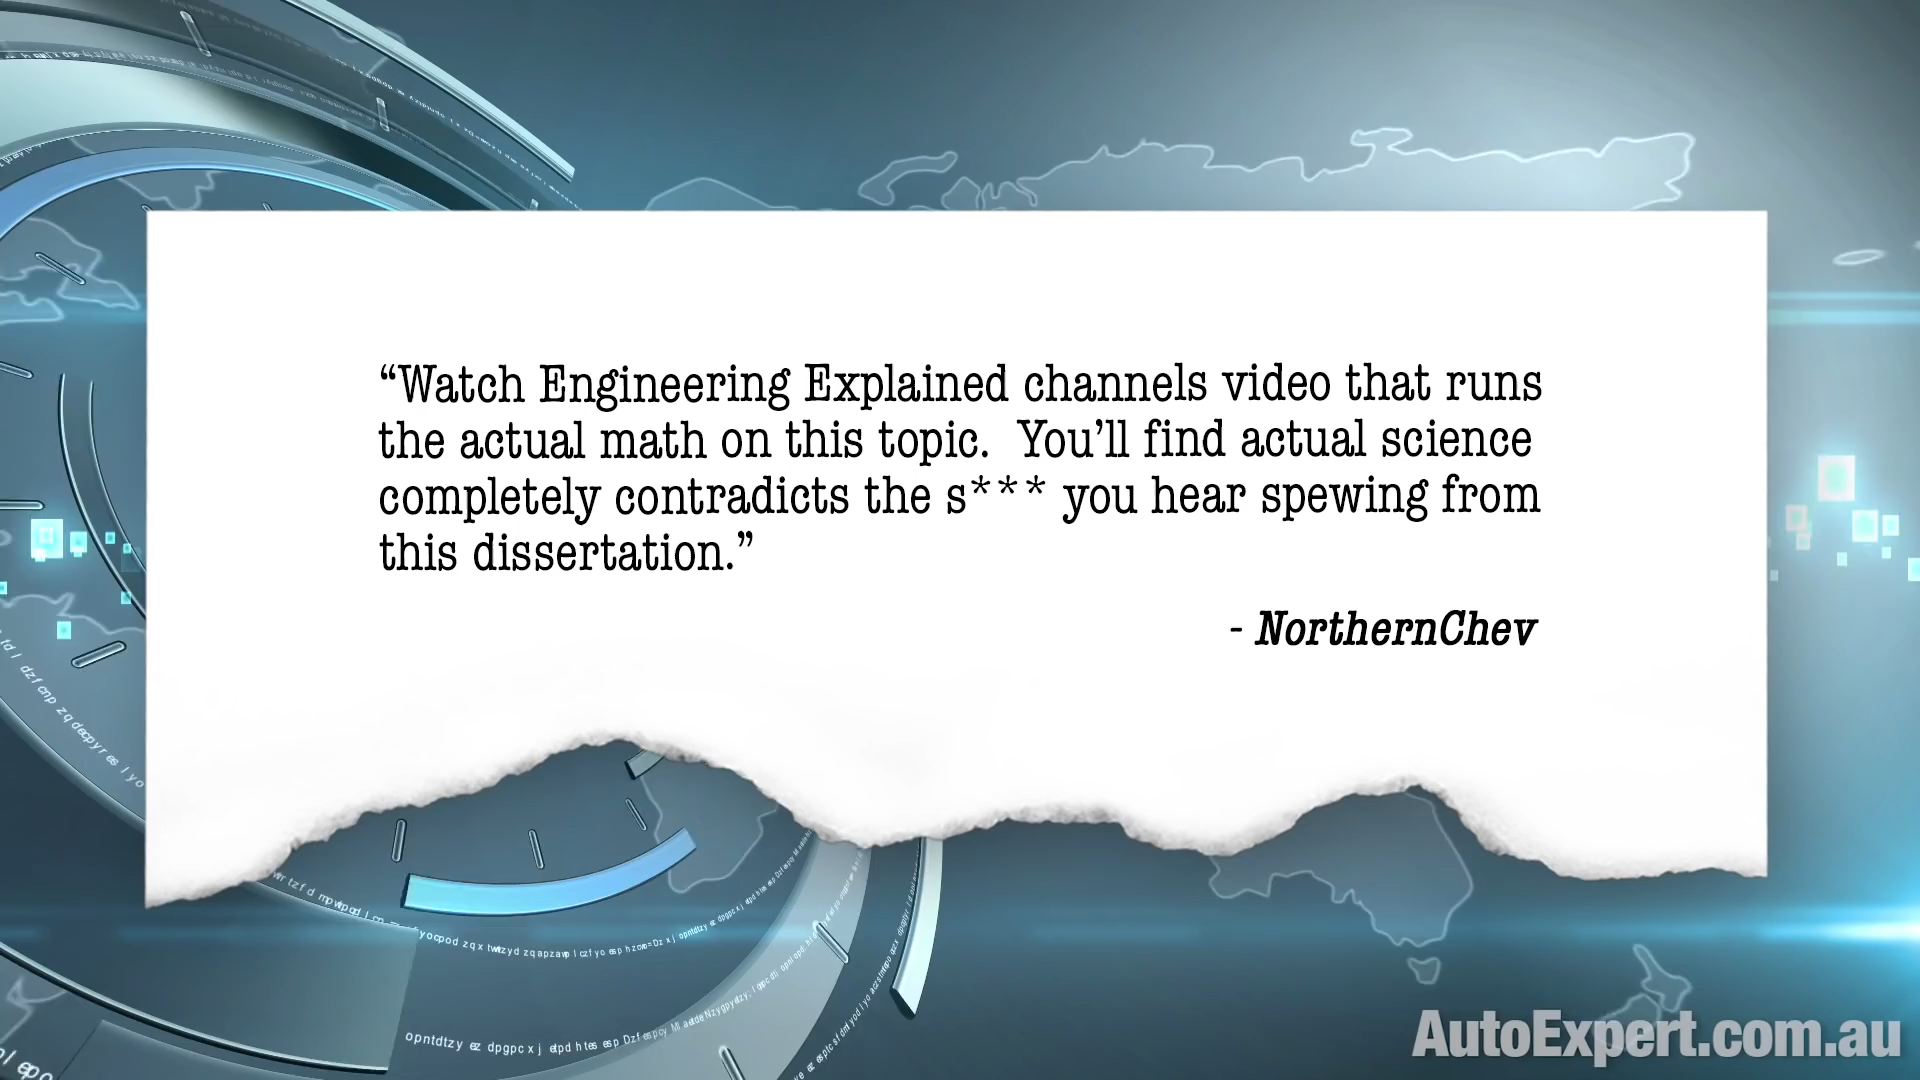 “Watch Engineering Explained channels video that runs
the actual math on this topic.  You’ll find actual science
completely contradicts the s*** you hear spewing from
this dissertation.”
- NorthernChev
AutoExpert.com.au